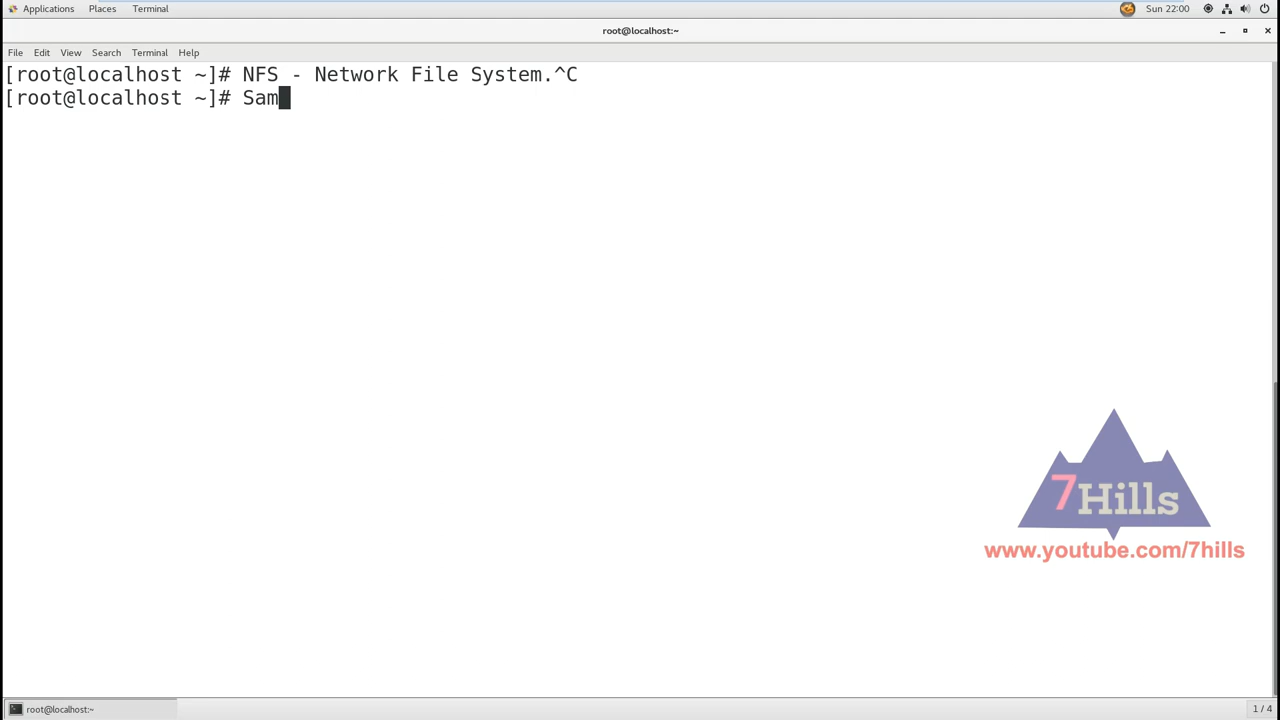 Applications Places Terminal Sun 22:00
root@localhost:~
File Edit View Search Terminal Help
[root@localhost ~]# NFS - Network File System.^C
[root@localhost ~]# Sam
7Hills
www.youtube.com/7hills
root@localhost:~ 1 / 4